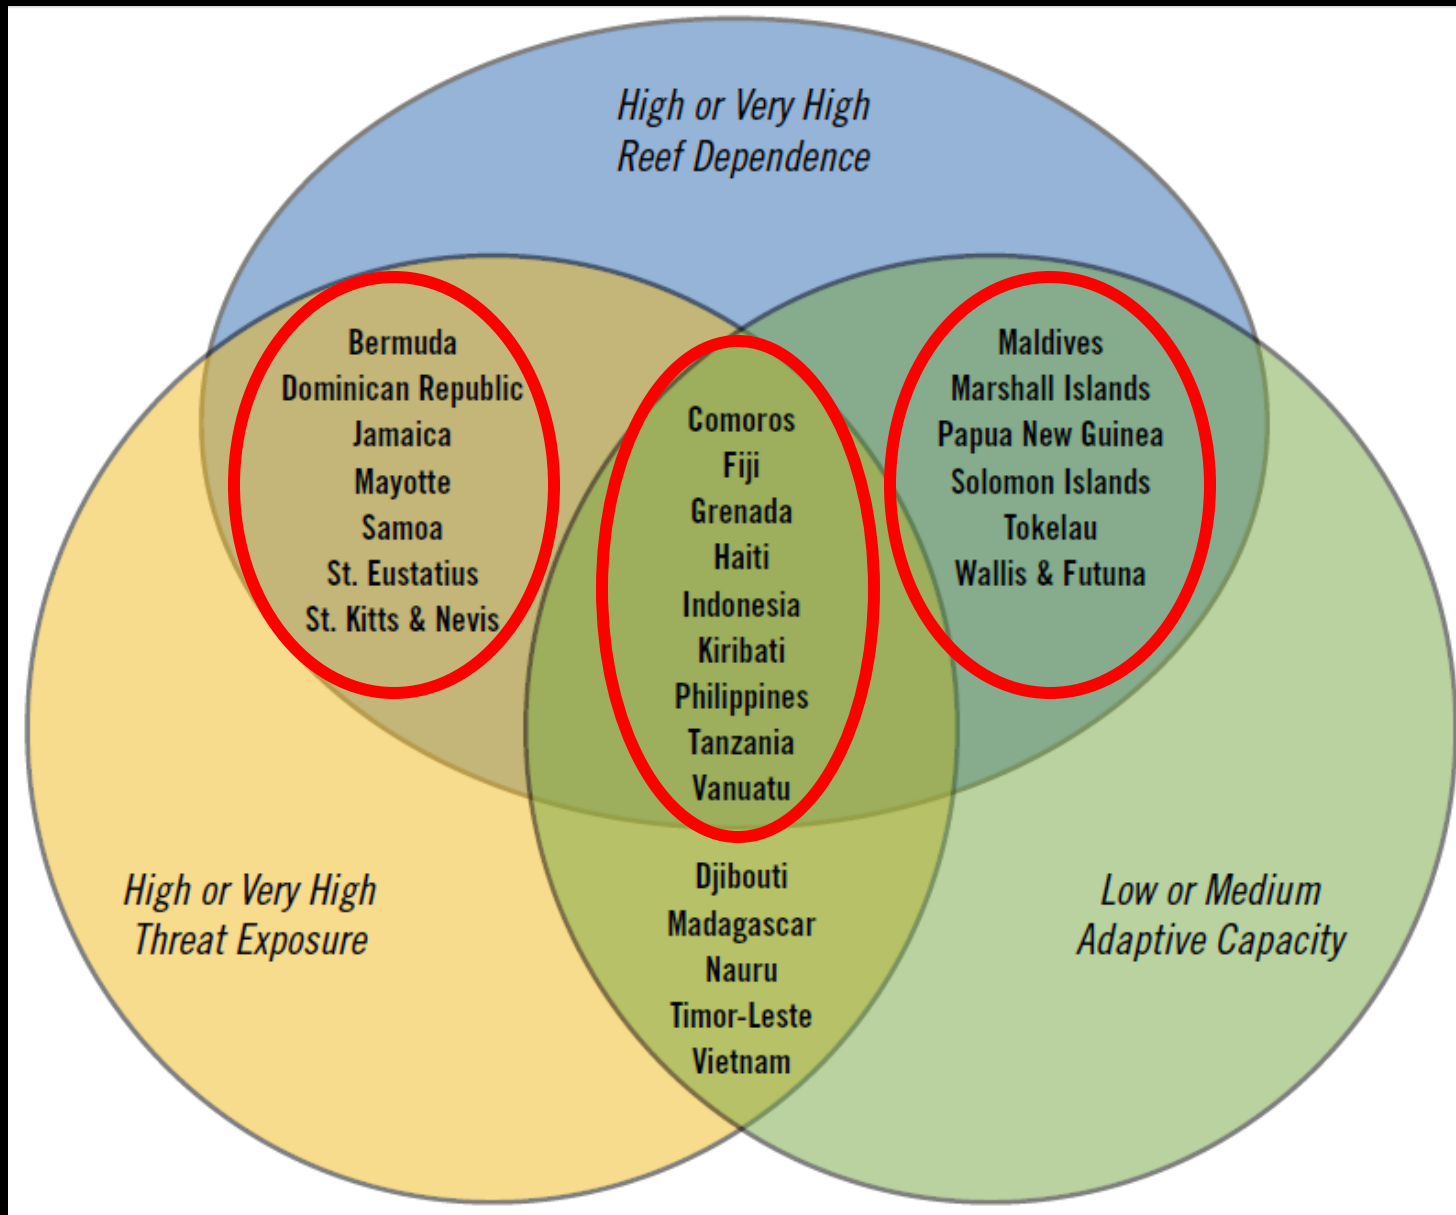 High or Very High
Reef Dependence
Bermuda
Dominican Republic
Jamaica
Mayotte
Samoa
St. Eustatius
St. Kitts & Nevis
Comoros
Fiji
Grenada
Haiti
Indonesia
Kiribati
Philippines
Tanzania
Vanuatu
Maldives
Marshall Islands
Papua New Guinea
Solomon Islands
Tokelau
Wallis & Futuna
High or Very High
Threat Exposure
Djibouti
Madagascar
Nauru
Timor-Leste
Vietnam
Low or Medium
Adaptive Capacity